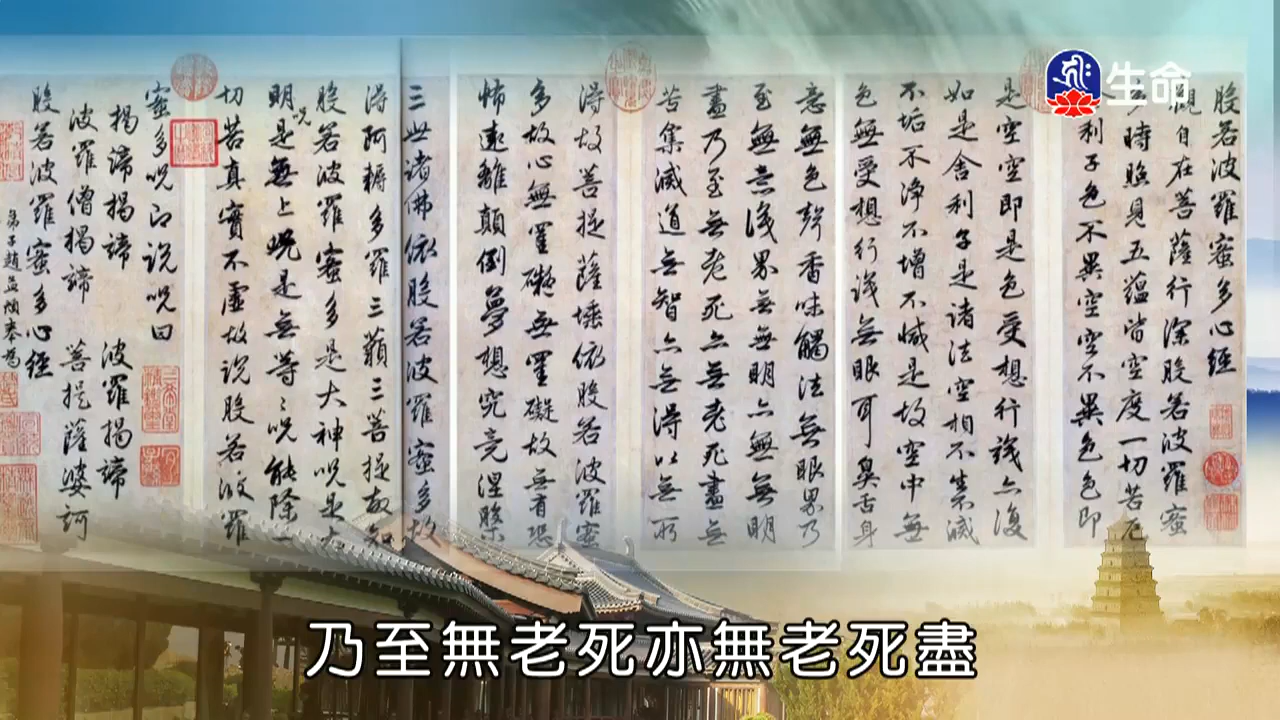 生命
般若波羅蜜多心經
觀自在菩薩行深般若波羅蜜
多時照見五蘊皆空度一切苦厄
舍利子色不異空空不異色色即
是空空即是色受想行識亦復
如是舍利子是諸法空相不生不滅
不垢不淨不增不減是故空中無
色無受想行識無眼耳鼻舌身
意無色聲香味觸法無眼界乃
至無意識界無無明亦無無明
盡乃至無老死亦無老死盡無
苦集滅道無智亦無得以無所
得故菩提薩埵依般若波羅蜜
多故心無罣礙無罣礙故無有恐
怖遠離顛倒夢想究竟涅槃
三世諸佛依般若波羅蜜多故
得阿耨多羅三藐三菩提故知
般若波羅蜜多是大神呪是大
明呪是無上呪是無等〻呪能除一
切苦真實不虛故說般若波羅
蜜多呪即說呪曰
揭諦揭諦 波羅揭諦
波羅僧揭諦 菩提薩婆訶
般若波羅蜜多心經
弟子趙孟頫奉為
乃至無老死亦無老死盡